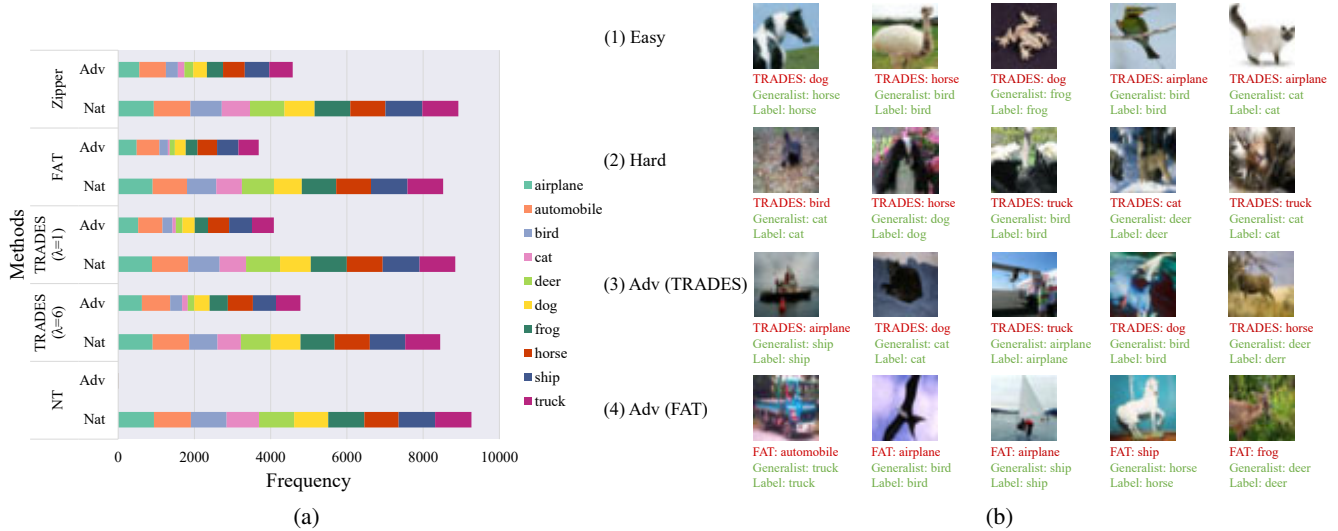 Methods
Zipper
Adv
Nat
FAT
Adv
Nat
TRADES
(λ=1)
Adv
Nat
TRADES
(λ=6)
Adv
Nat
NT
Adv
Nat
0 2000 4000 6000 8000 10000
Frequency
airplane
automobile
bird
cat
deer
dog
frog
horse
ship
truck
(a)
(1) Easy
TRADES: dog
Generalist: horse
Label: horse
TRADES: horse
Generalist: bird
Label: bird
TRADES: dog
Generalist: frog
Label: frog
TRADES: airplane
Generalist: bird
Label: bird
TRADES: airplane
Generalist: cat
Label: cat
(2) Hard
TRADES: bird
Generalist: cat
Label: cat
TRADES: horse
Generalist: dog
Label: dog
TRADES: truck
Generalist: bird
Label: bird
TRADES: cat
Generalist: deer
Label: deer
TRADES: truck
Generalist: cat
Label: cat
(3) Adv (TRADES)
TRADES: airplane
Generalist: ship
Label: ship
TRADES: dog
Generalist: cat
Label: cat
TRADES: truck
Generalist: airplane
Label: airplane
TRADES: dog
Generalist: bird
Label: bird
TRADES: horse
Generalist: deer
Label: derr
(4) Adv (FAT)
FAT: automobile
Generalist: truck
Label: truck
FAT: airplane
Generalist: bird
Label: bird
FAT: airplane
Generalist: ship
Label: ship
FAT: ship
Generalist: horse
Label: horse
FAT: frog
Generalist: deer
Label: deer
(b)